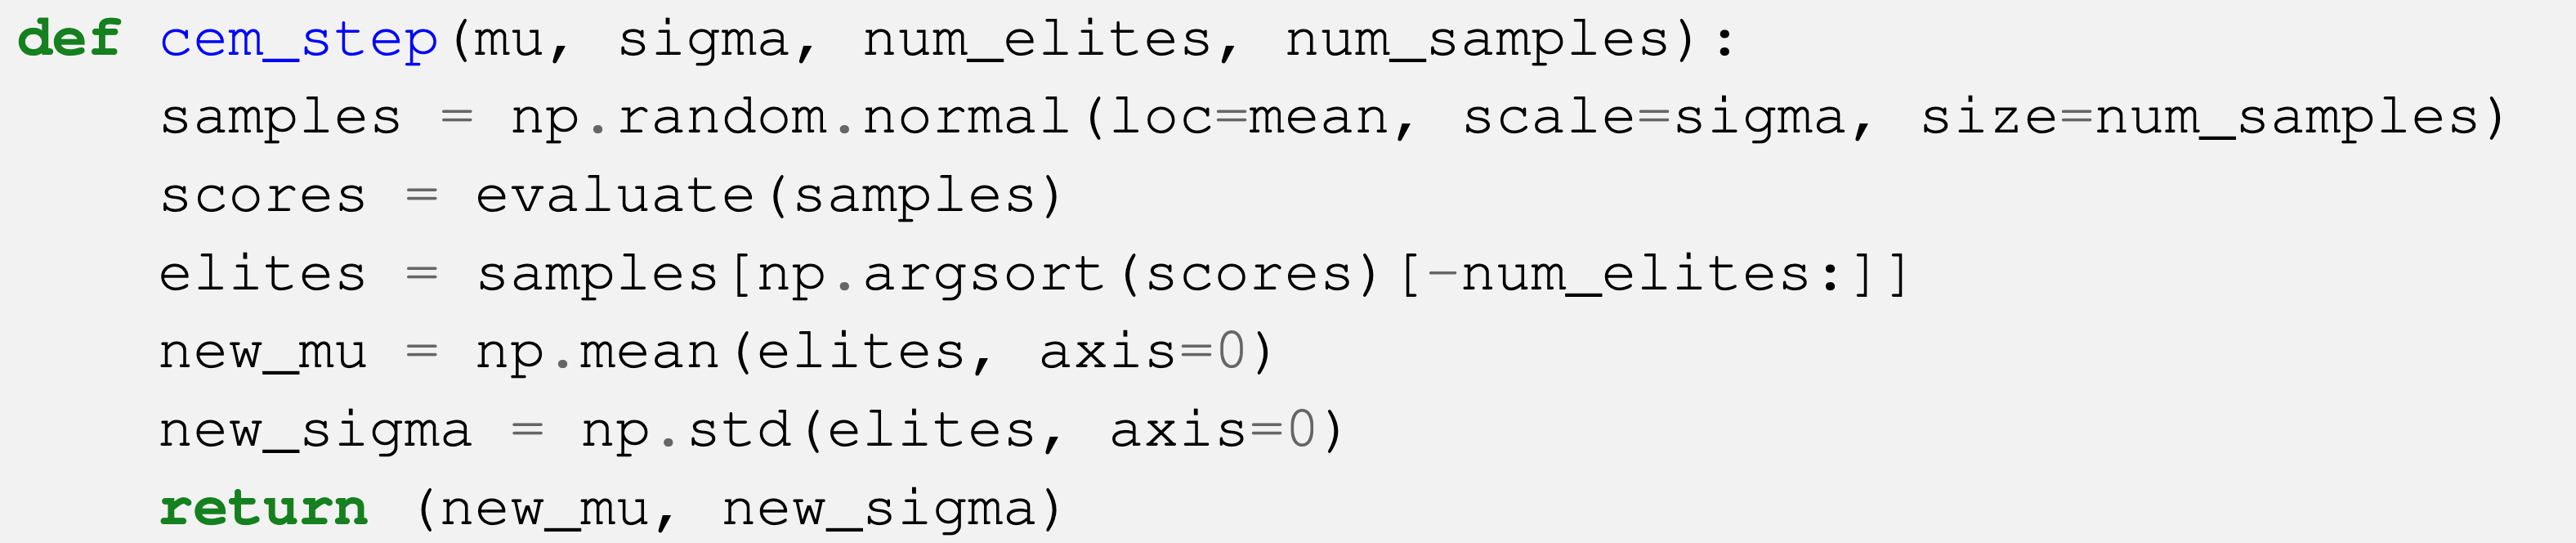 def cem_step(mu, sigma, num_elites, num_samples):
    samples = np.random.normal(loc=mean, scale=sigma, size=num_samples)
    scores = evaluate(samples)
    elites = samples[np.argsort(scores)[-num_elites:]]
    new_mu = np.mean(elites, axis=0)
    new_sigma = np.std(elites, axis=0)
    return (new_mu, new_sigma)